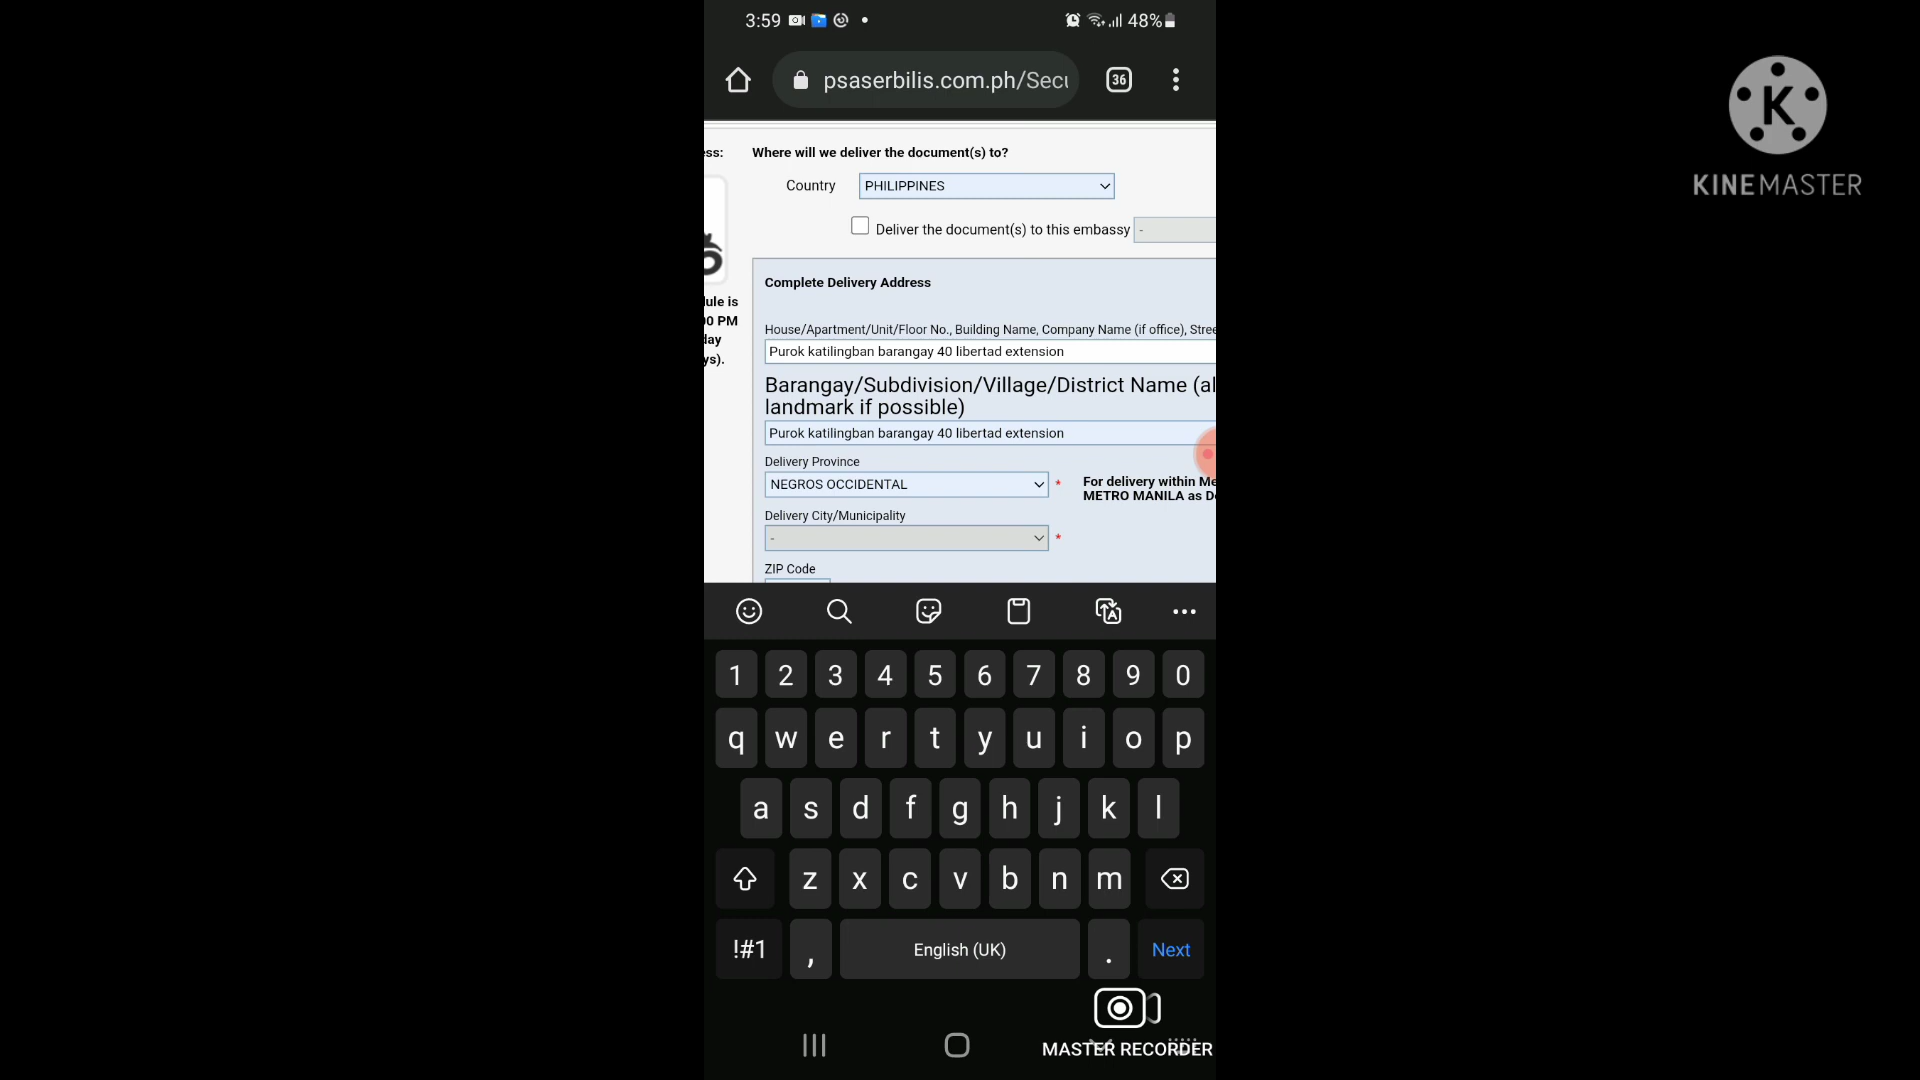 3:59
48%
psaserbilis.com.ph/Secu
36
ess:
Where will we deliver the document(s) to?
Country
PHILIPPINES
Deliver the document(s) to this embassy
-
dule is
00 PM
day
ys).
Complete Delivery Address
House/Apartment/Unit/Floor No., Building Name, Company Name (if office), Stree
Purok katilingban barangay 40 libertad extension
Barangay/Subdivision/Village/District Name (al
landmark if possible)
Purok katilingban barangay 40 libertad extension
Delivery Province
NEGROS OCCIDENTAL
*
For delivery within Me
METRO MANILA as De
Delivery City/Municipality
-
*
ZIP Code
1 2 3 4 5 6 7 8 9 0
q w e r t y u i o p
a s d f g h j k l
z x c v b n m
!#1 , English (UK) . Next
MASTER RECORDER
K
KINEMASTER